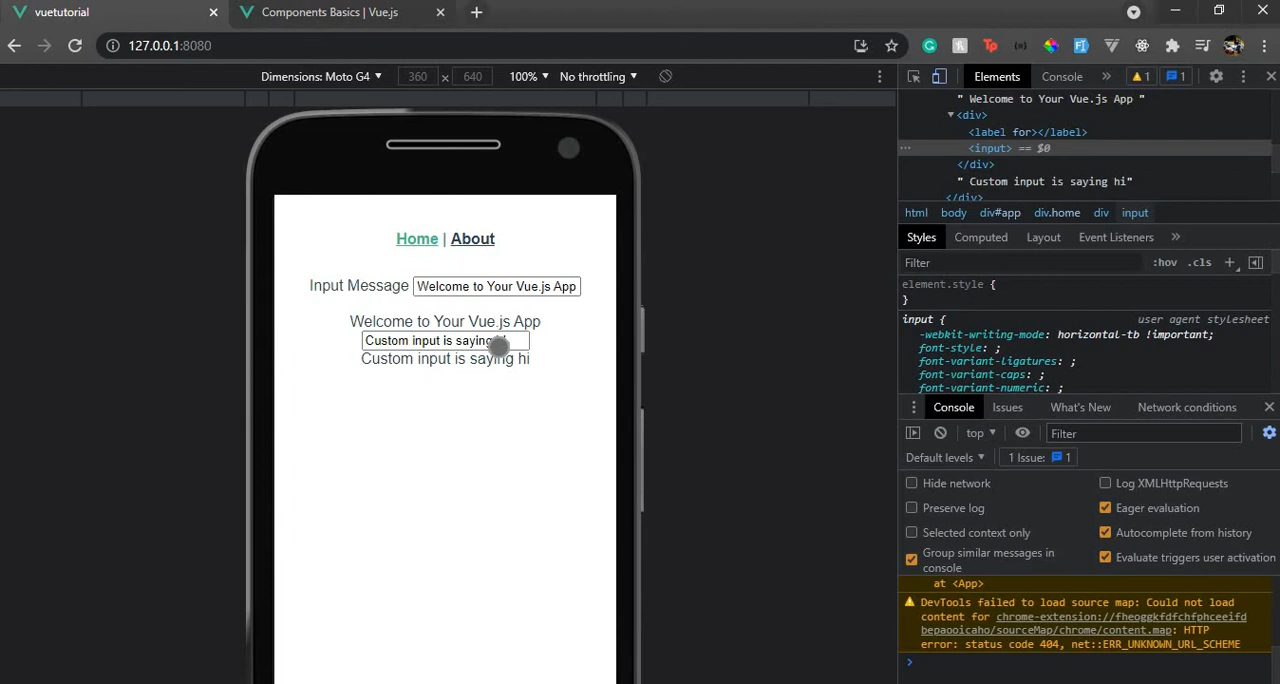 vuetutorial
Components Basics | Vue.js
127.0.0.1:8080
Dimensions: Moto G4 360 × 640 100% No throttling
Elements Console » 1 1
" Welcome to Your Vue.js App "
<div>
<label for></label>
<input> == $0
</div>
" Custom input is saying hi"
</div>
html body div#app div.home div input
Styles Computed Layout Event Listeners »
Filter :hov .cls +
element.style {
}
input { user agent stylesheet
-webkit-writing-mode: horizontal-tb !important;
font-style: ;
font-variant-ligatures: ;
font-variant-caps: ;
font-variant-numeric: ;
Console Issues What's New Network conditions
top Filter
Default levels 1 Issue: 1
Hide network Log XMLHttpRequests
Preserve log Eager evaluation
Selected context only Autocomplete from history
Group similar messages in console Evaluate triggers user activation
at <App>
DevTools failed to load source map: Could not load
content for chrome-extension://fheoggkfdfchfphceeifd
bepaooicaho/sourceMap/chrome/content.map: HTTP
error: status code 404, net::ERR_UNKNOWN_URL_SCHEME
Home | About
Input Message Welcome to Your Vue.js App
Welcome to Your Vue.js App
Custom input is saying
Custom input is saying hi